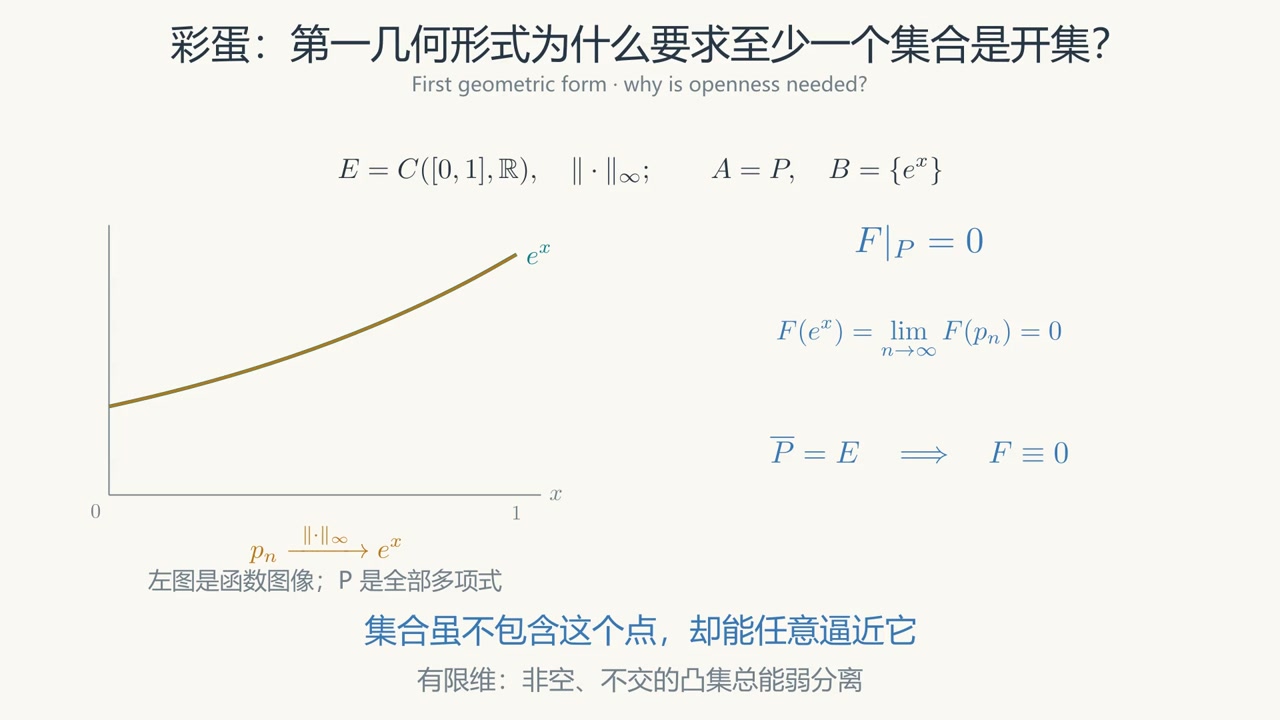 彩蛋：第一几何形式为什么要求至少一个集合是开集？
First geometric form · why is openness needed?
E = C([0, 1], ℝ), ‖ · ‖∞; A = P, B = {e^x}
e^x
F|_P = 0
F(e^x) = lim_{n→∞} F(p_n) = 0
P̅ = E ⟹ F ≡ 0
x
0
1
p_n →^{‖·‖∞} e^x
左图是函数图像；P 是全部多项式
集合虽不包含这个点，却能任意逼近它
有限维：非空、不交的凸集总能弱分离